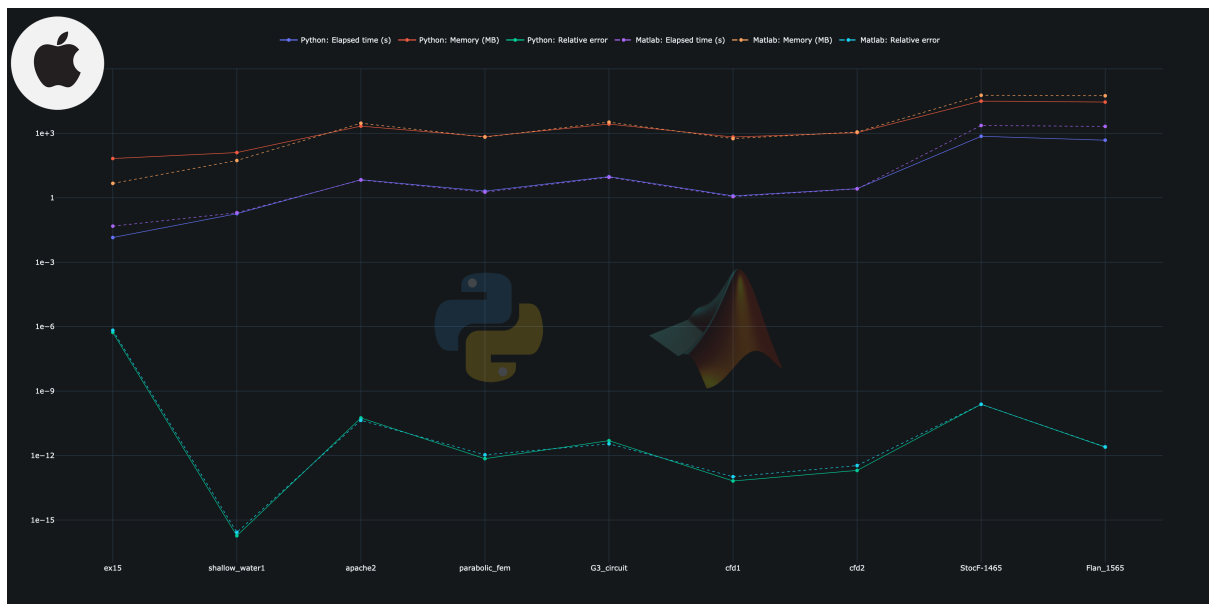 Python: Elapsed time (s) Python: Memory (MB) Python: Relative error Matlab: Elapsed time (s) Matlab: Memory (MB) Matlab: Relative error
1e+3
1
1e−3
1e−6
1e−9
1e−12
1e−15
ex15 shallow_water1 apache2 parabolic_fem G3_circuit cfd1 cfd2 StocF-1465 Flan_1565